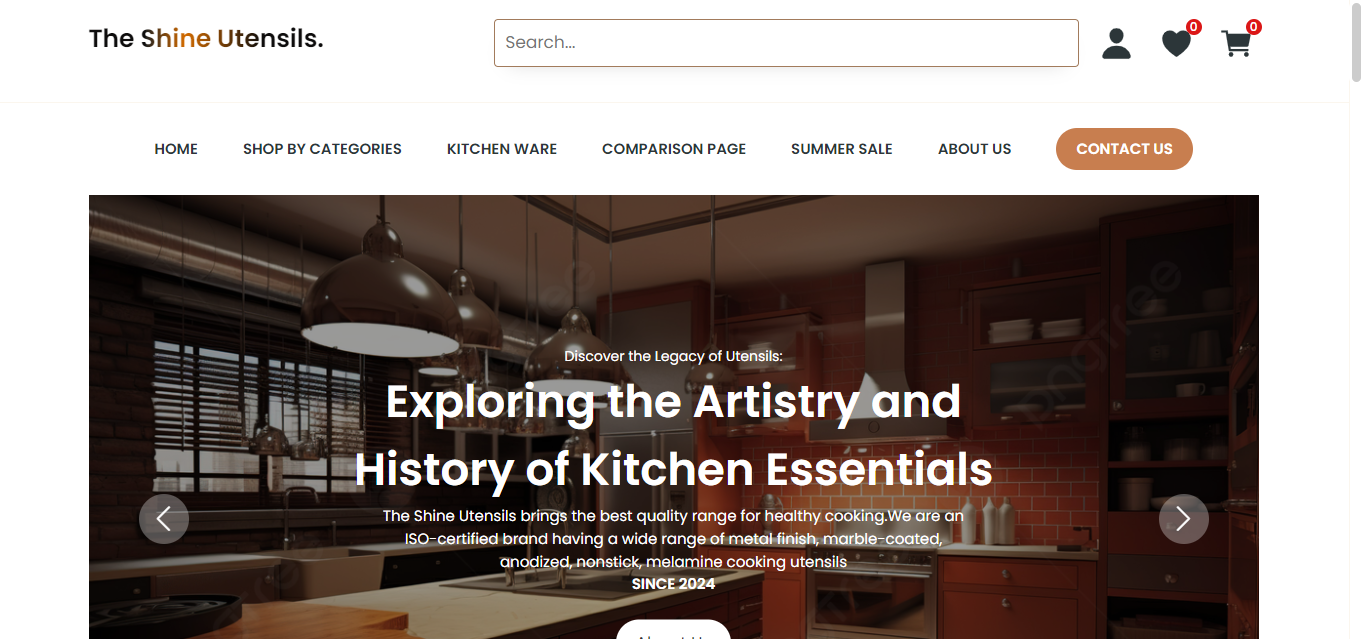 The Shine Utensils.
Search...
0
0
HOME
SHOP BY CATEGORIES
KITCHEN WARE
COMPARISON PAGE
SUMMER SALE
ABOUT US
CONTACT US
Discover the Legacy of Utensils:
Exploring the Artistry and
History of Kitchen Essentials
The Shine Utensils brings the best quality range for healthy cooking.We are an
ISO-certified brand having a wide range of metal finish, marble-coated,
anodized, nonstick, melamine cooking utensils
SINCE 2024